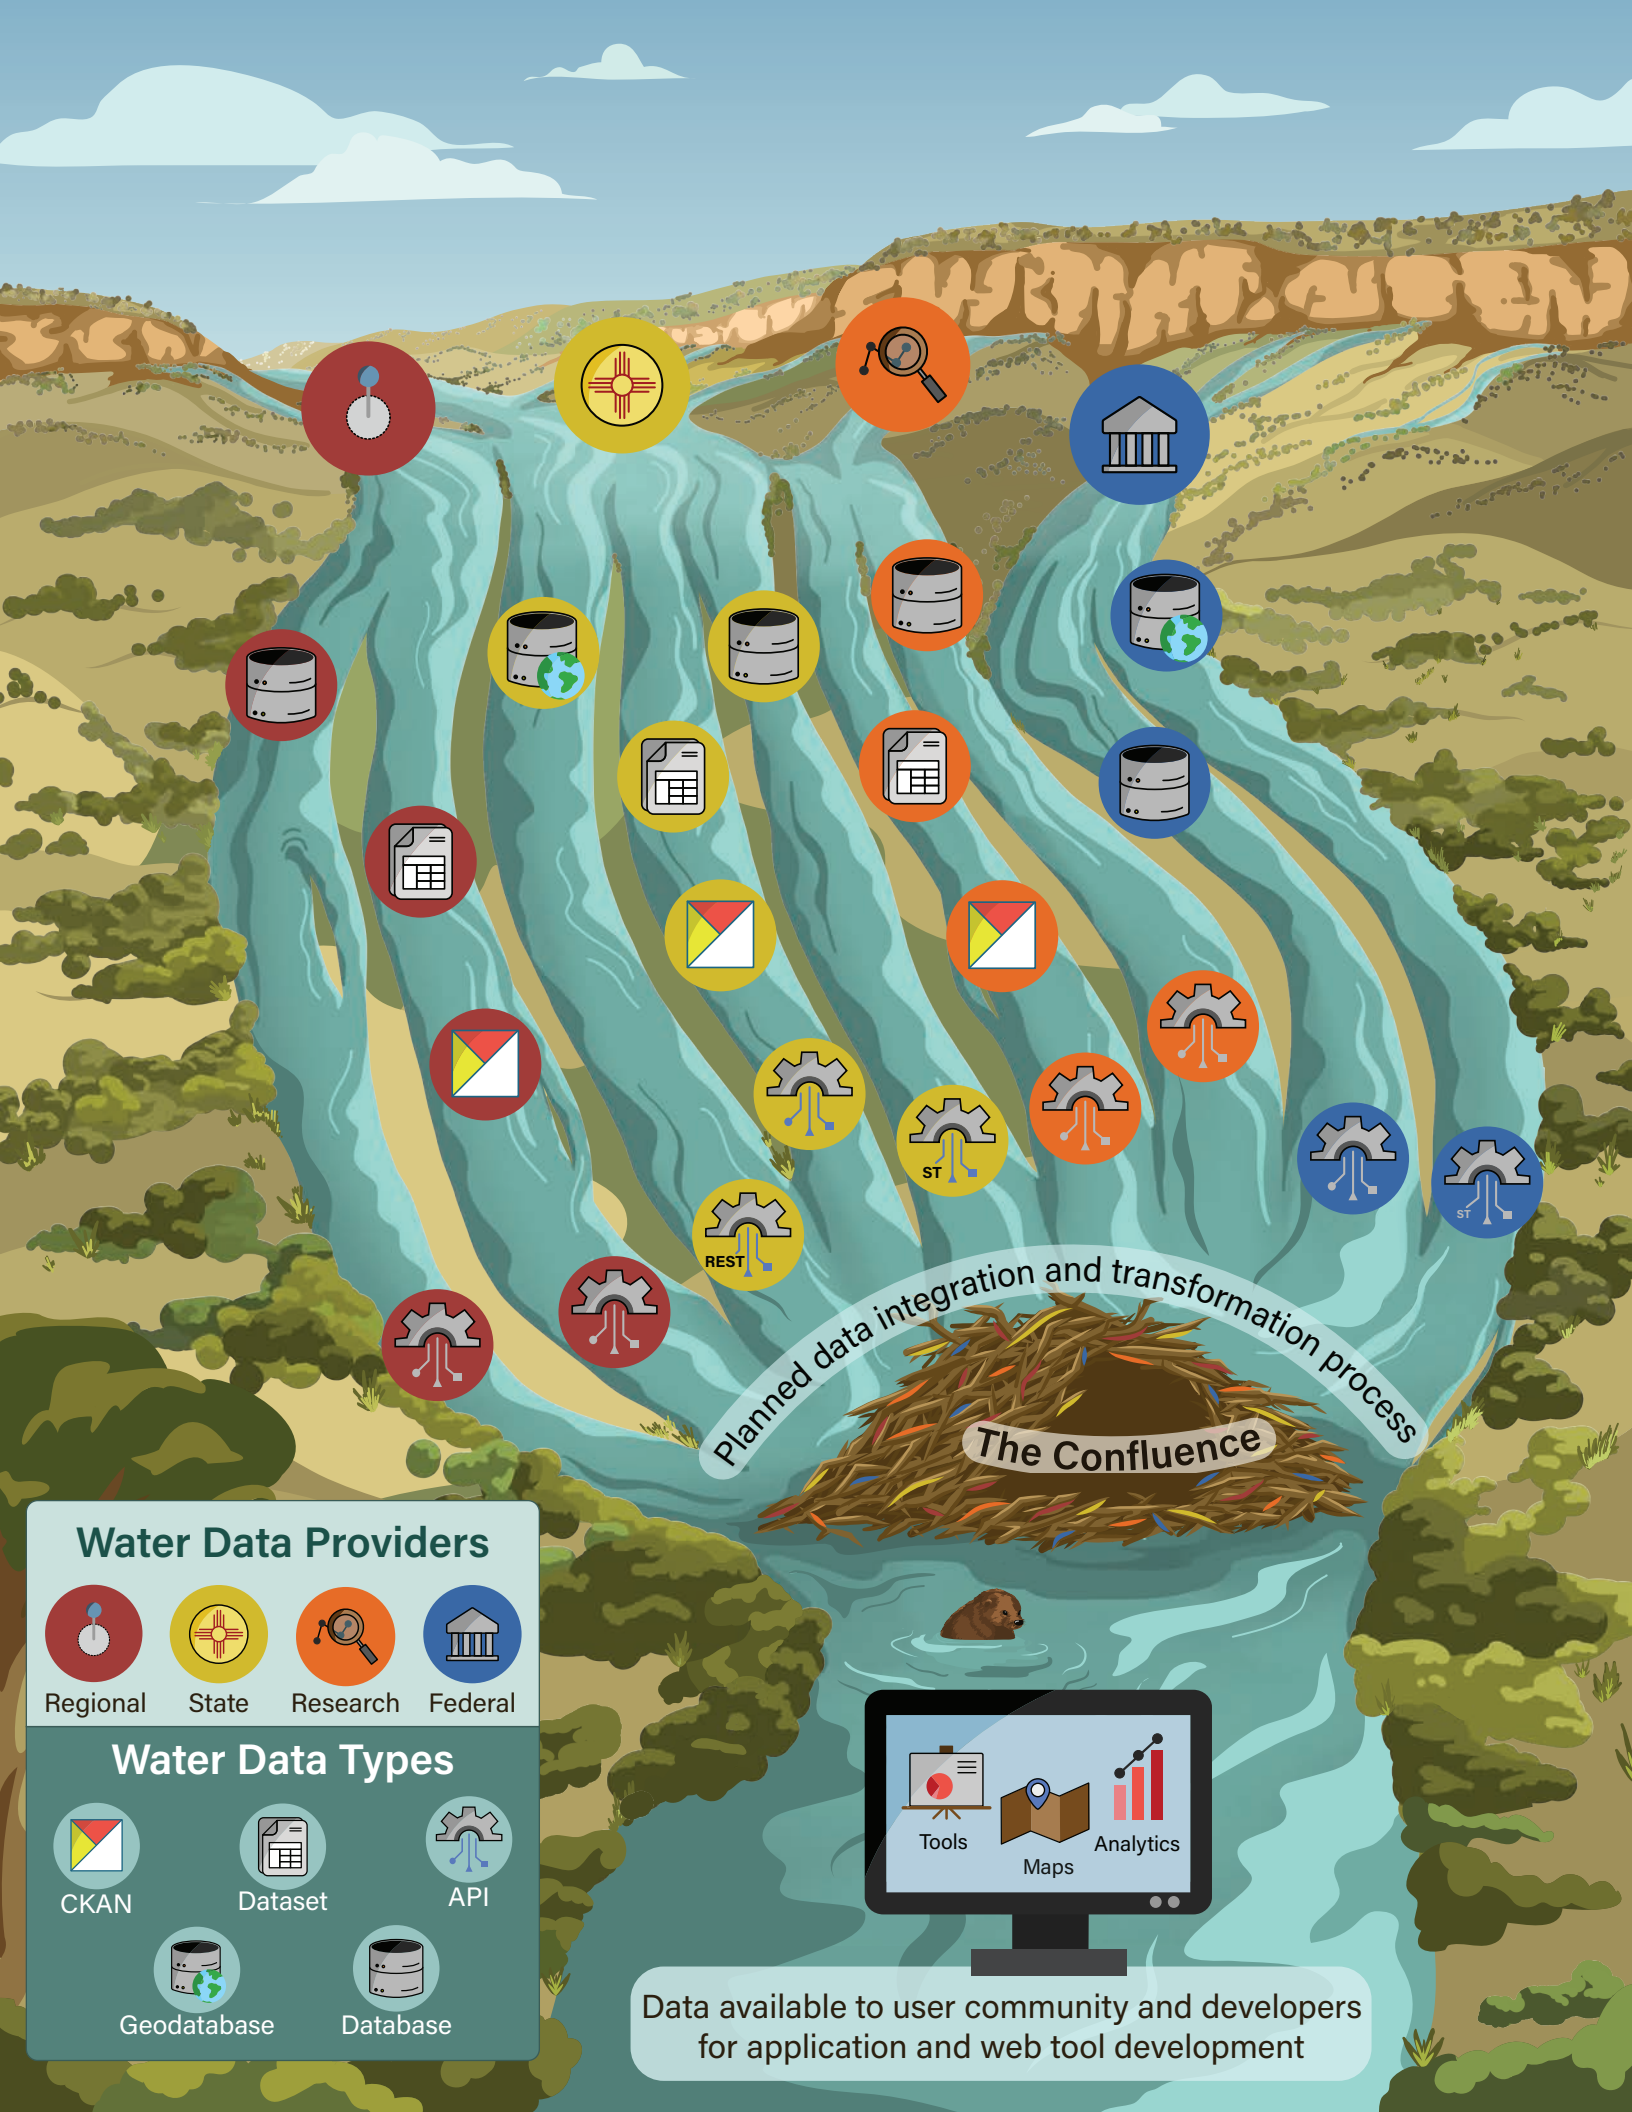 ST
ST
REST
Planned data integration and transformation process
The Confluence
Water Data Providers
Regional
State
Research
Federal
Water Data Types
CKAN
Dataset
API
Geodatabase
Database
Tools
Maps
Analytics
Data available to user community and developers
for application and web tool development